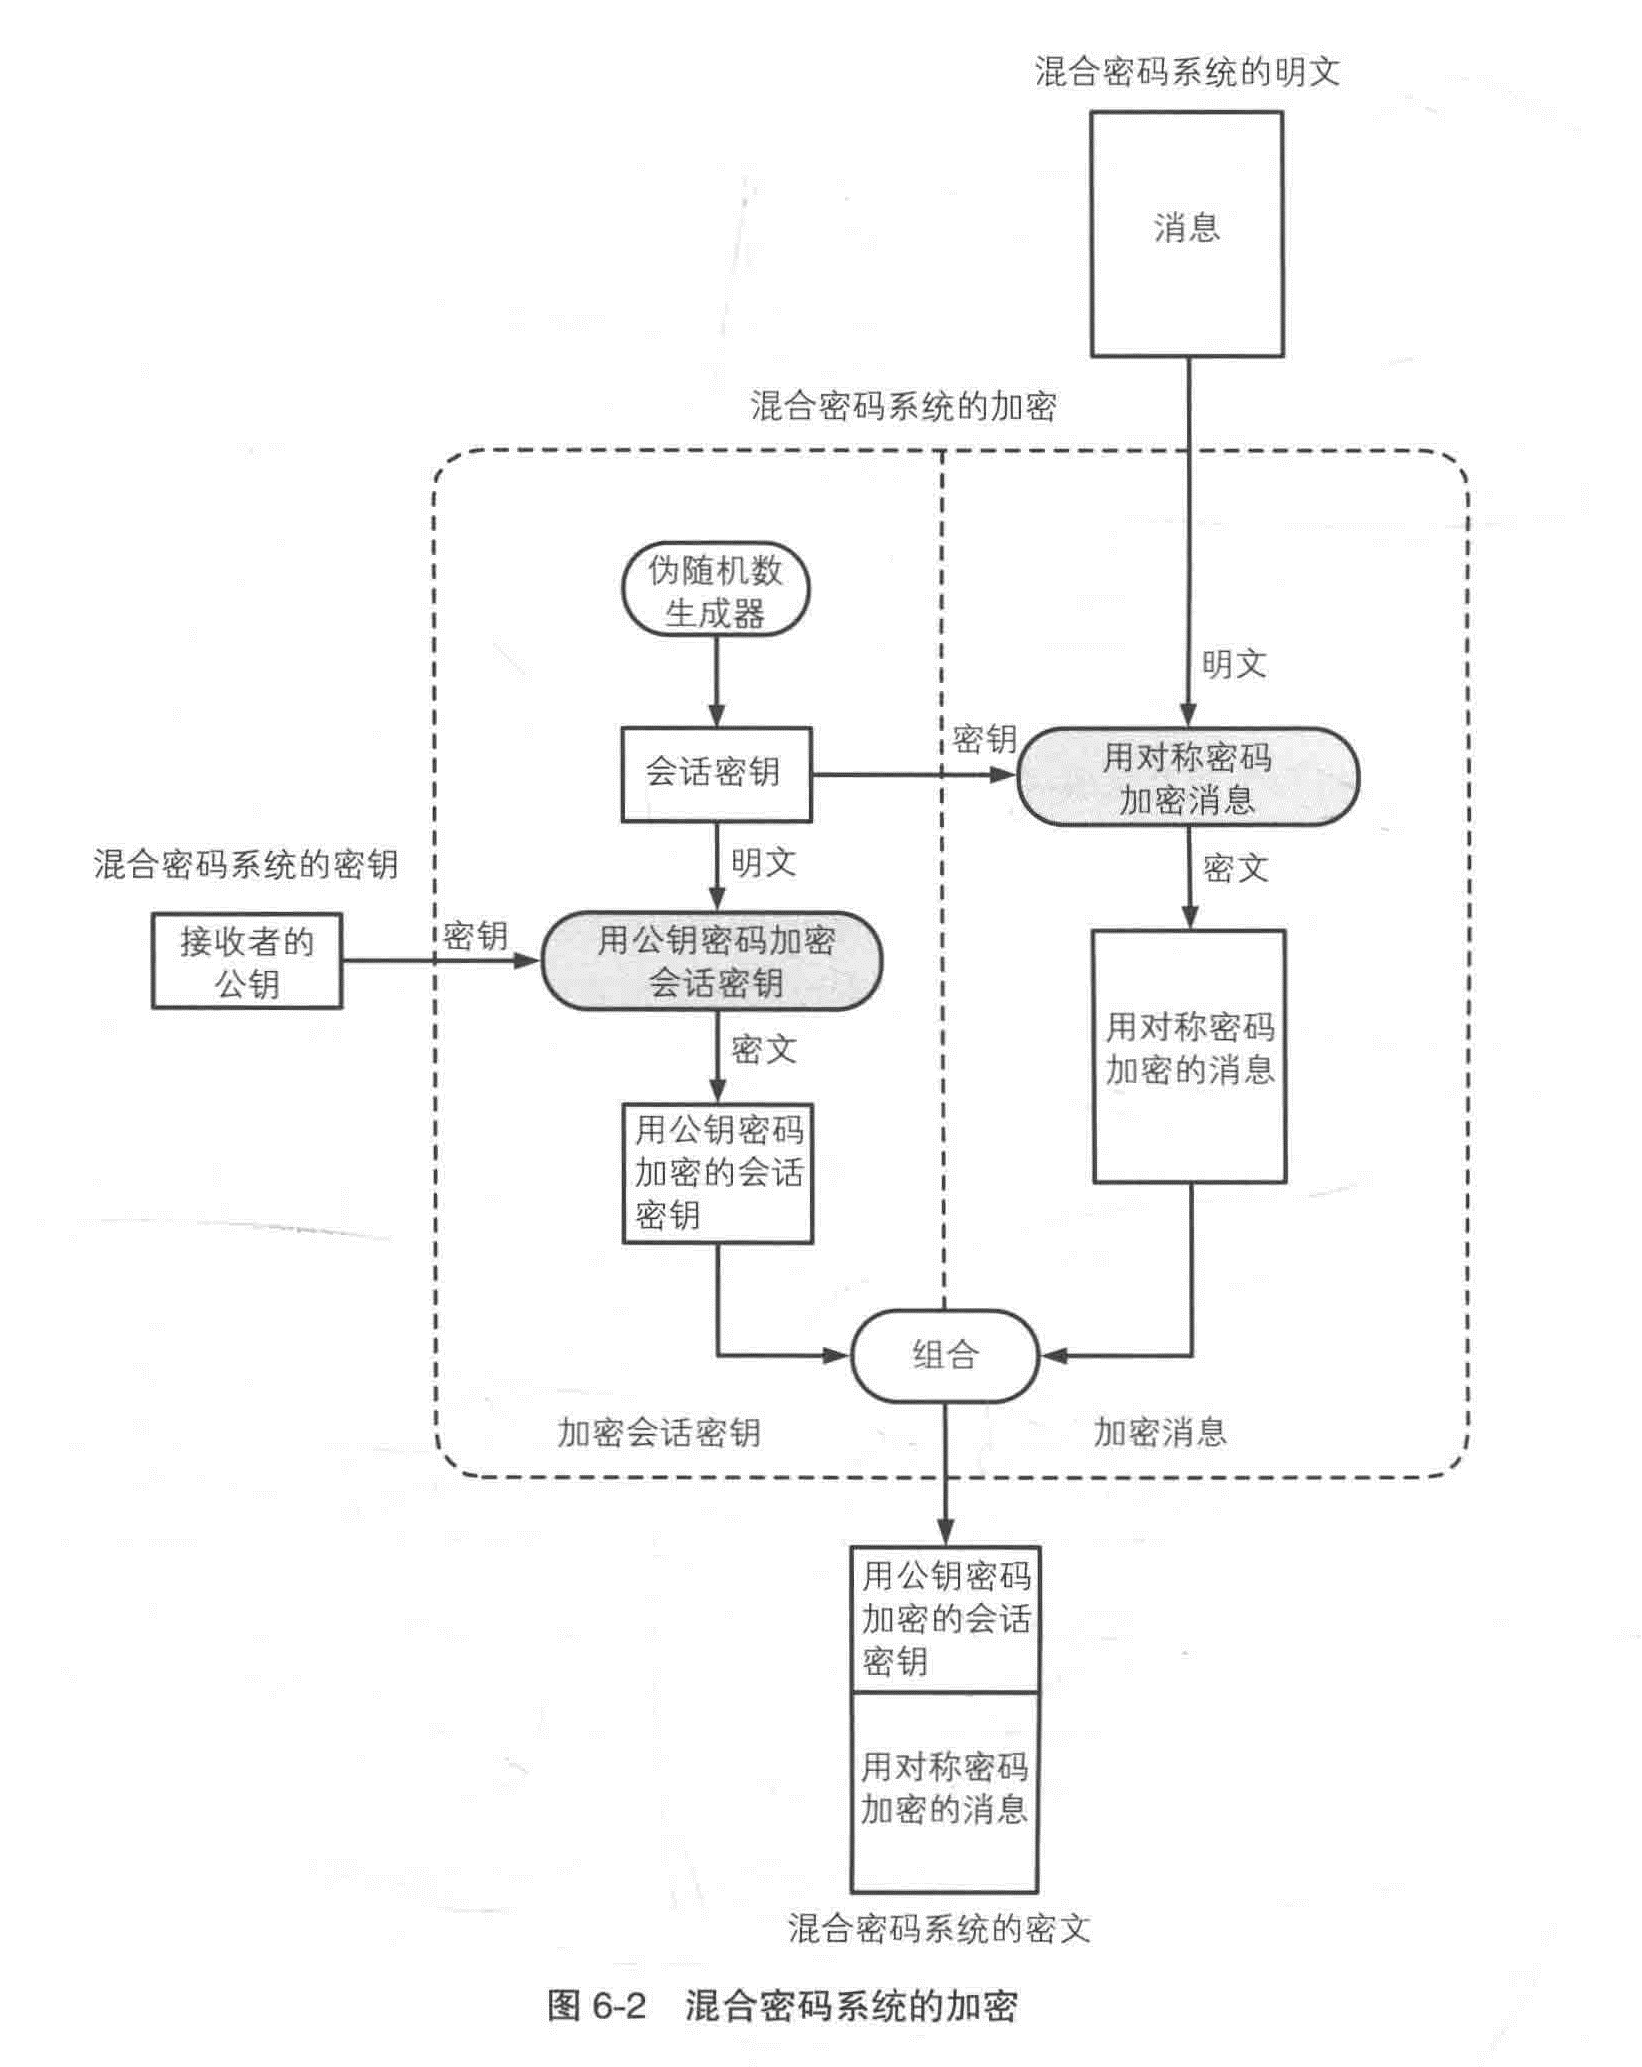 混合密码系统的明文
消息
混合密码系统的加密
伪随机数
生成器
明文
会话密钥
密钥
用对称密码
加密消息
混合密码系统的密钥
明文
密文
接收者的
公钥
密钥
用公钥密码加密
会话密钥
用对称密码
加密的消息
密文
用公钥密码
加密的会话
密钥
组合
加密会话密钥
加密消息
用公钥密码
加密的会话
密钥
用对称密码
加密的消息
混合密码系统的密文
图 6-2 混合密码系统的加密